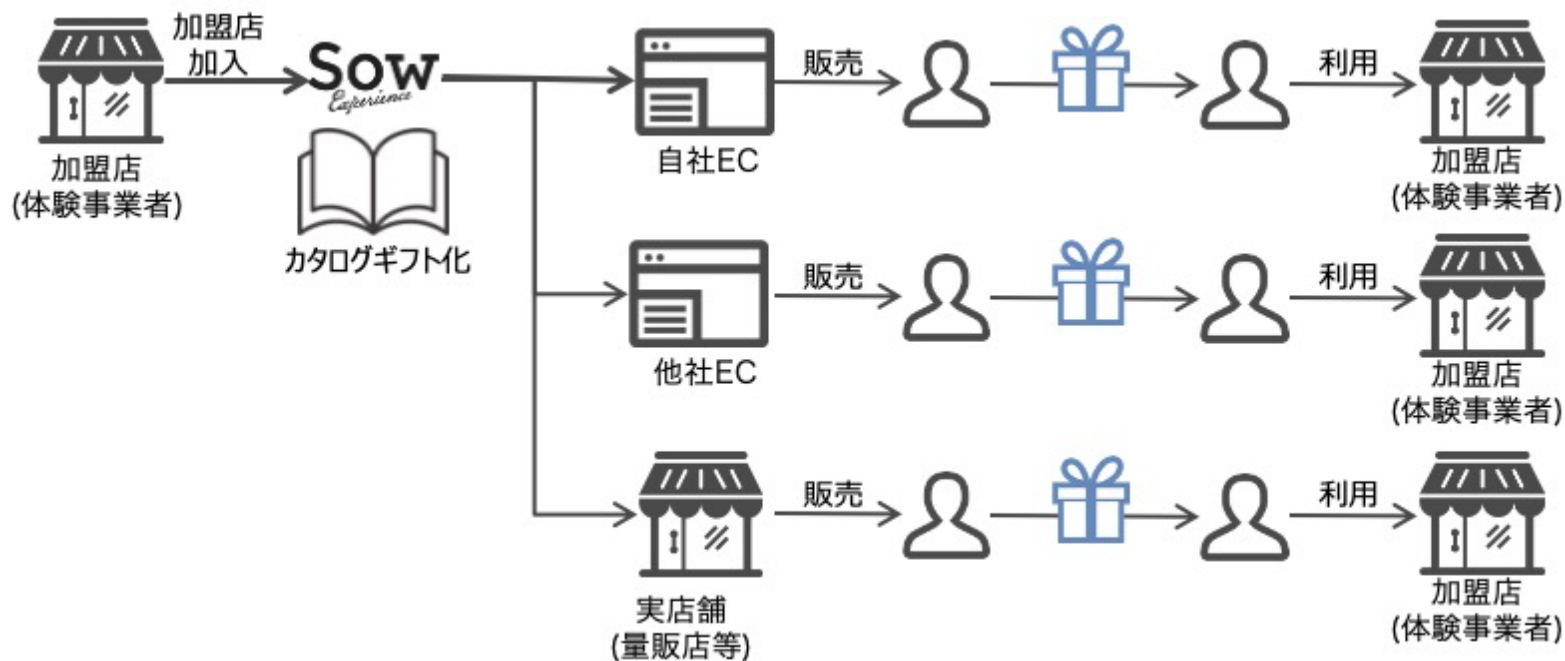 加盟店
加入
Sow
Experience
加盟店
(体験事業者)
カタログギフト化
自社EC
販売
利用
加盟店
(体験事業者)
他社EC
販売
利用
加盟店
(体験事業者)
実店舗
(量販店等)
販売
利用
加盟店
(体験事業者)